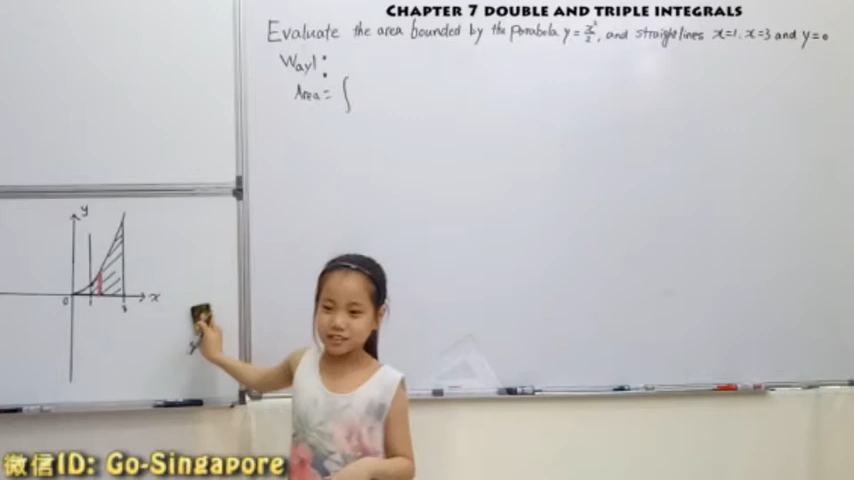 CHAPTER 7 DOUBLE AND TRIPLE INTEGRALS
Evaluate the area bounded by the parabola y = x²/2, and straight lines x=1, x=3 and y=0
Way1:
Area = ∫
y
0 1 3 x
微信ID: Go-Singapore